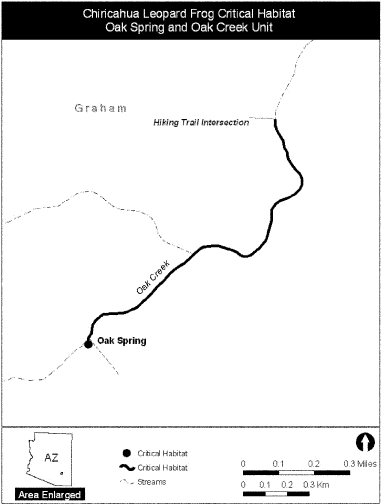 Chiricahua Leopard Frog Critical Habitat
Oak Spring and Oak Creek Unit
Graham
Hiking Trail Intersection
Oak Creek
Oak Spring
AZ
Area Enlarged
Critical Habitat
Critical Habitat
Streams
0 0.1 0.2 0.3 Miles
0 0.1 0.2 0.3 Km